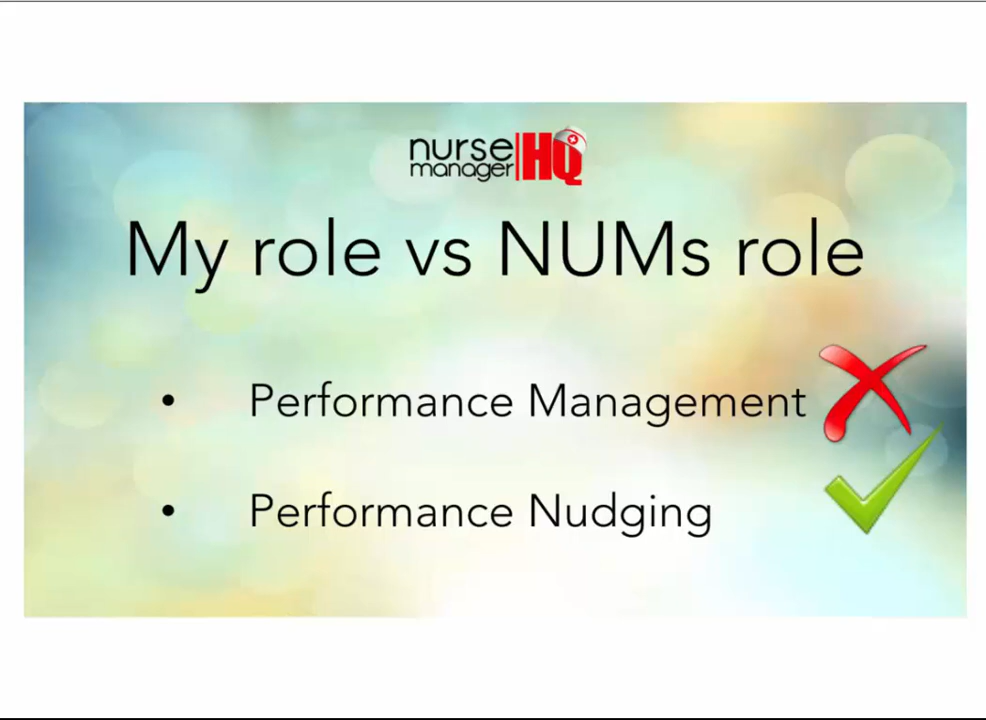 nurse
manager HQ
My role vs NUMs role
• Performance Management
• Performance Nudging